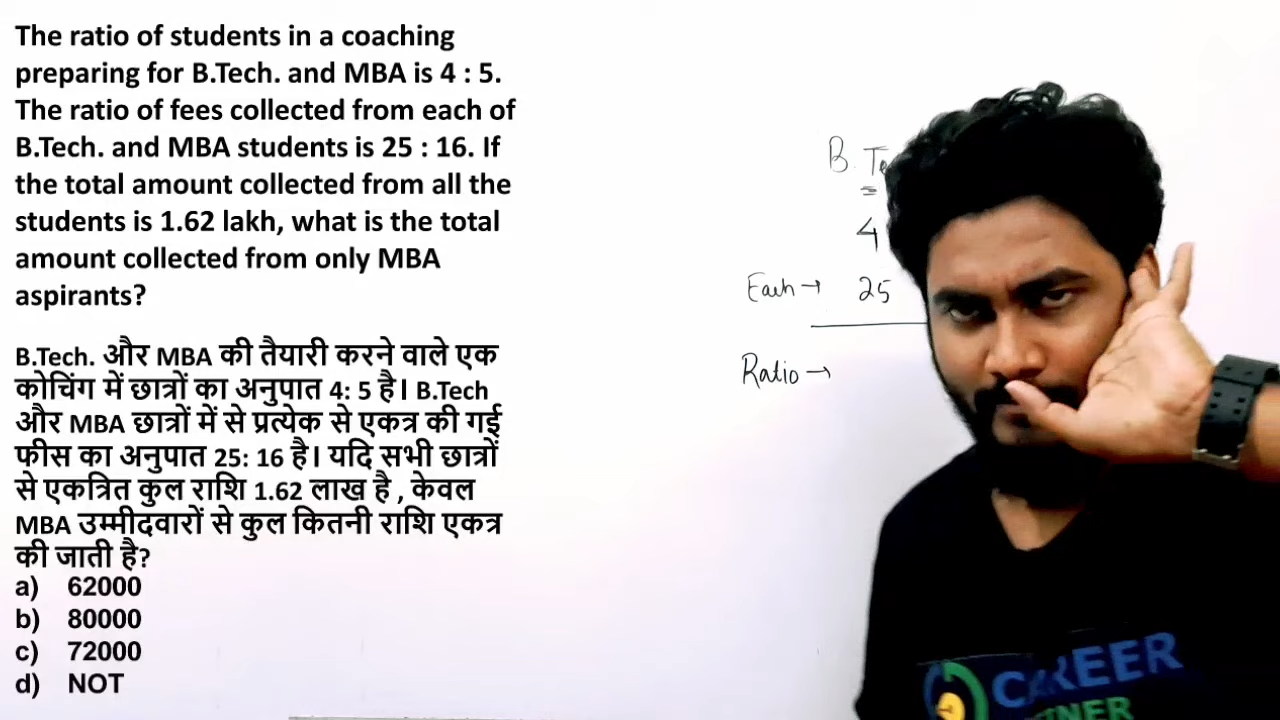 The ratio of students in a coaching
preparing for B.Tech. and MBA is 4 : 5.
The ratio of fees collected from each of
B.Tech. and MBA students is 25 : 16. If
the total amount collected from all the
students is 1.62 lakh, what is the total
amount collected from only MBA
aspirants?
B.Tech. और MBA की तैयारी करने वाले एक
कोचिंग में छात्रों का अनुपात 4: 5 है। B.Tech
और MBA छात्रों में से प्रत्येक से एकत्र की गई
फीस का अनुपात 25: 16 है। यदि सभी छात्रों
से एकत्रित कुल राशि 1.62 लाख है , केवल
MBA उम्मीदवारों से कुल कितनी राशि एकत्र
की जाती है?
a) 62000
b) 80000
c) 72000
d) NOT
B.
4
Each → 25
Ratio →
CAREER